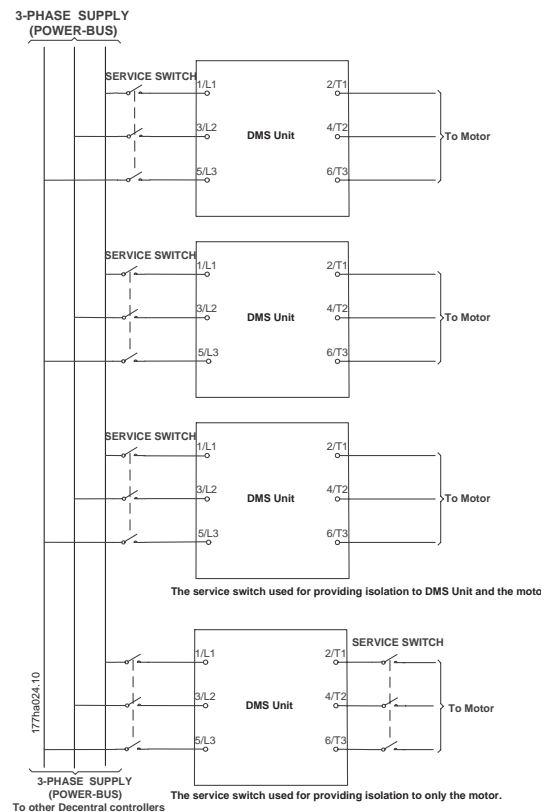 3-PHASE SUPPLY
(POWER-BUS)
SERVICE SWITCH
1/L1
2/T1
3/L2
DMS Unit
4/T2
To Motor
5/L3
6/T3
SERVICE SWITCH
1/L1
2/T1
3/L2
DMS Unit
4/T2
To Motor
5/L3
6/T3
SERVICE SWITCH
1/L1
2/T1
3/L2
DMS Unit
4/T2
To Motor
5/L3
6/T3
The service switch used for providing isolation to DMS Unit and the moto
1/L1
2/T1
SERVICE SWITCH
3/L2
DMS Unit
4/T2
To Motor
5/L3
6/T3
177ha024.10
3-PHASE SUPPLY
(POWER-BUS)
To other Decentral controllers
The service switch used for providing isolation to only the motor.